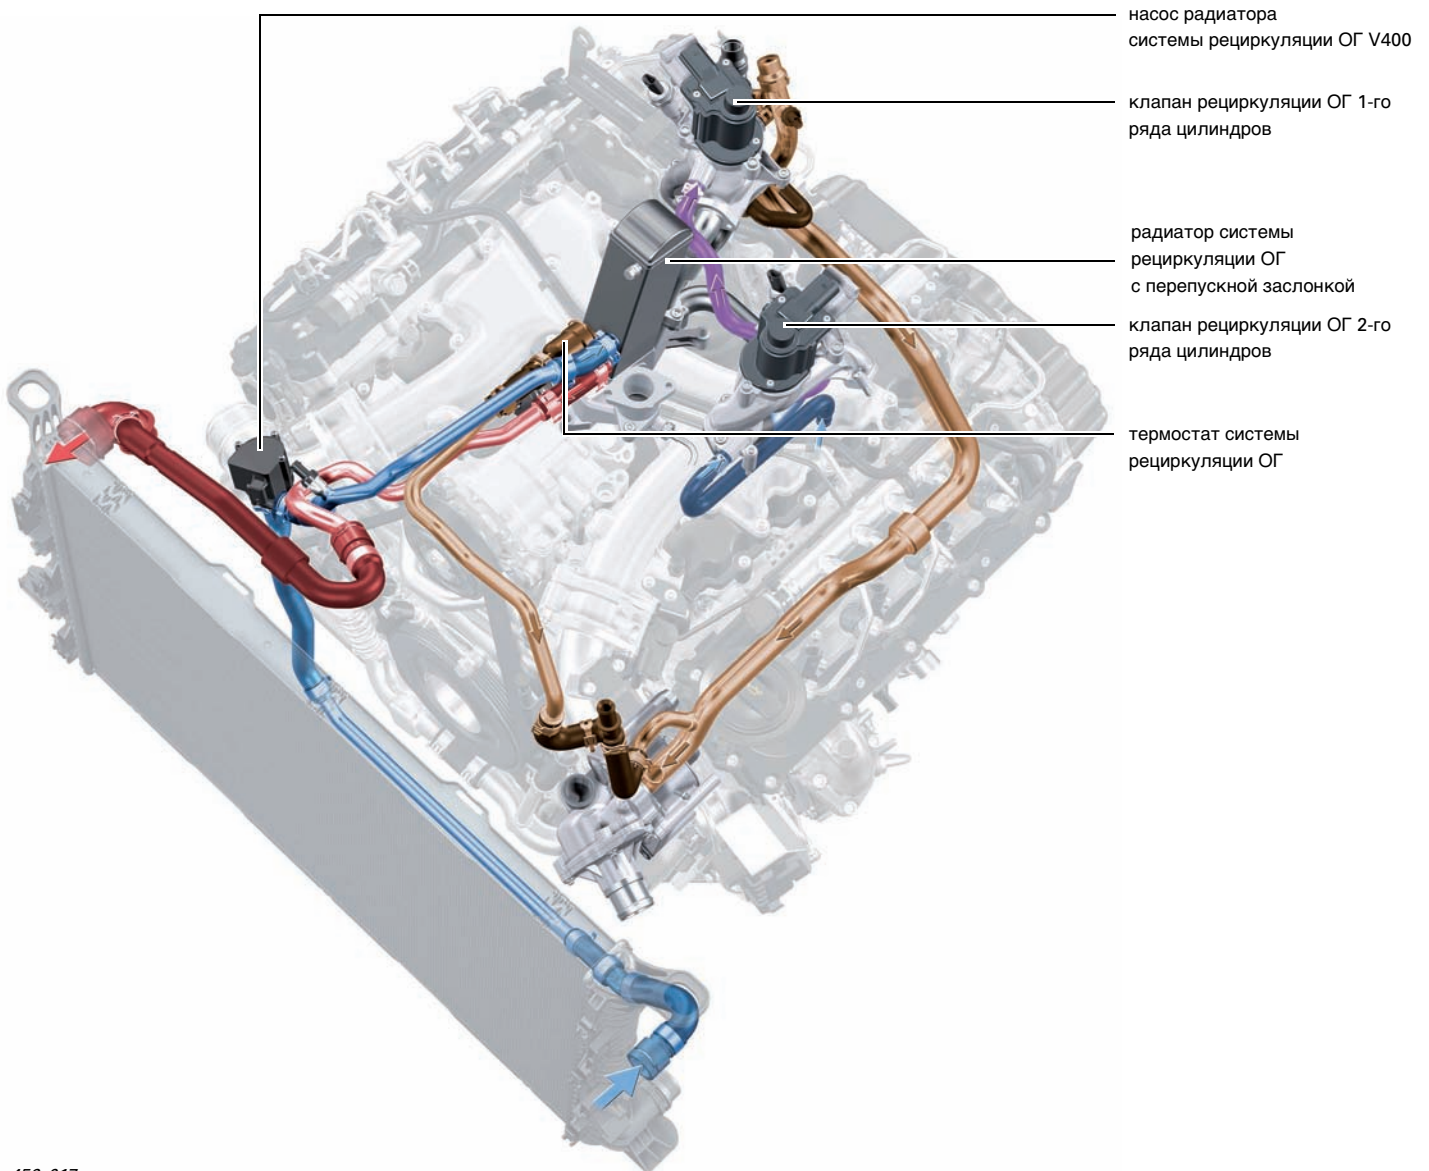 насос радиатора
системы рециркуляции ОГ V400
клапан рециркуляции ОГ 1-го
ряда цилиндров
радиатор системы
рециркуляции ОГ
с перепускной заслонкой
клапан рециркуляции ОГ 2-го
ряда цилиндров
термостат системы
рециркуляции ОГ